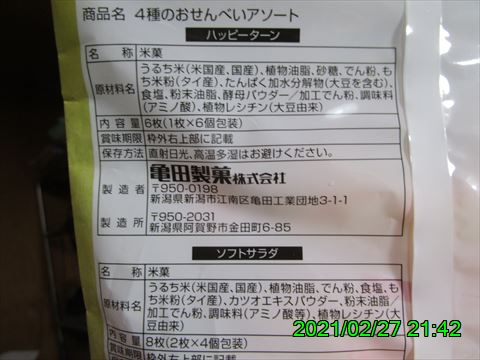 商品名 4種のおせんべいアソート
ハッピーターン
名 称 米菓
原材料名 うるち米(米国産、国産)、植物油脂、砂糖、でん粉、もち米粉(タイ産)、たんぱく加水分解物(大豆を含む)、食塩、粉末油脂、酵母パウダー/加工でん粉、調味料(アミノ酸)、植物レシチン(大豆由来)
内 容 量 6枚(1枚×6個包装)
賞味期限 枠外右上部に記載
保存方法 直射日光、高温多湿はお避けください。
製 造 者 亀田製菓株式会社
〒950-0198
新潟県新潟市江南区亀田工業団地3-1-1
製 造 所 〒950-2031
新潟県阿賀野市金田町6-85
ソフトサラダ
名 称 米菓
原材料名 うるち米(米国産、国産)、植物油脂、でん粉、食塩、もち米粉(タイ産)、カツオエキスパウダー、粉末油脂/加工でん粉、調味料(アミノ酸等)、植物レシチン(大豆由来)
内 容 量 8枚(2枚×4個包装)
枠外右上部に記載
2021/02/27 21:42